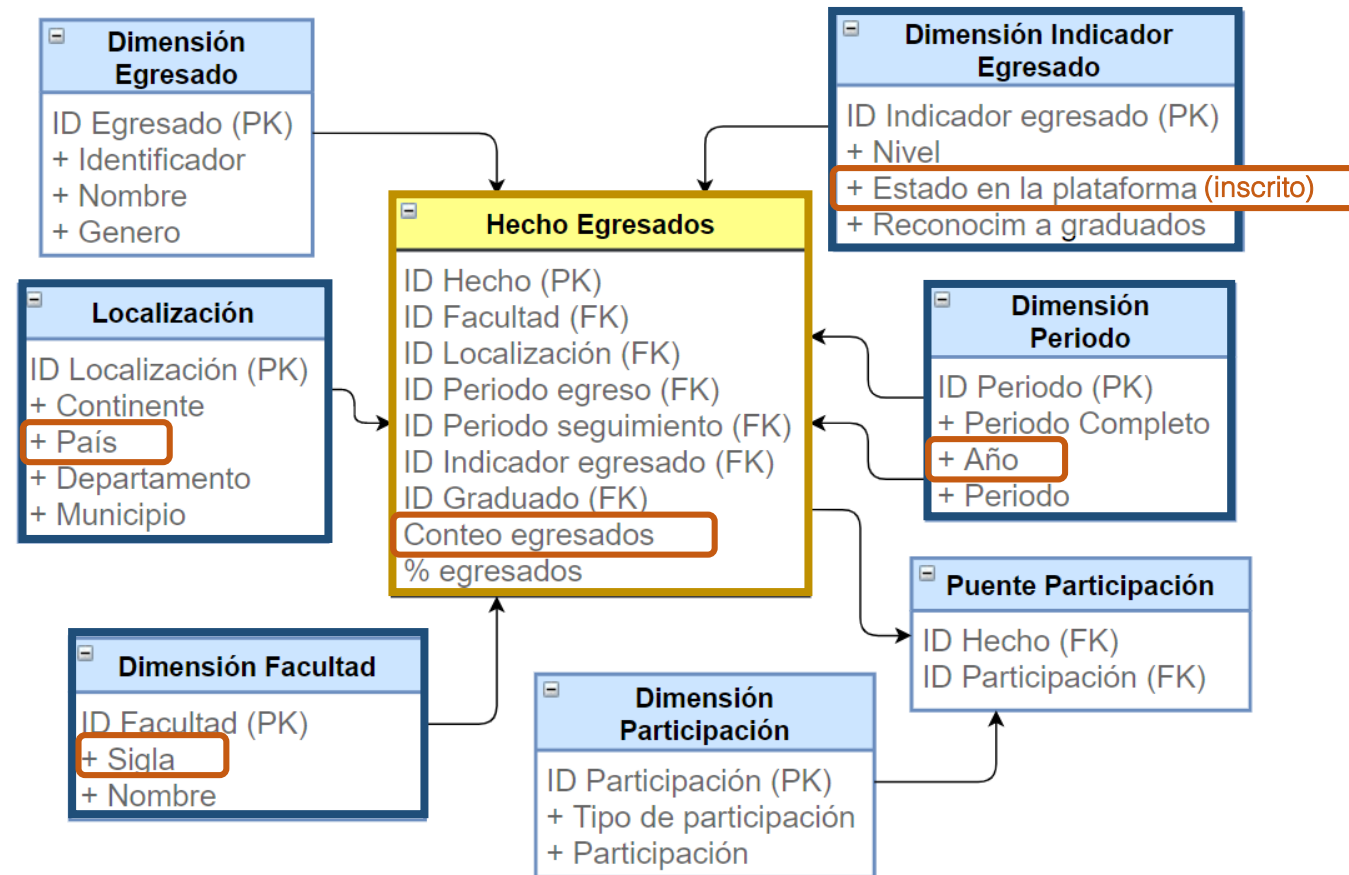 Dimensión
Egresado
ID Egresado (PK)
+ Identificador
+ Nombre
+ Genero
Dimensión Indicador
Egresado
ID Indicador egresado (PK)
+ Nivel
+ Estado en la plataforma (inscrito)
+ Reconocim a graduados
Hecho Egresados
ID Hecho (PK)
ID Facultad (FK)
ID Localización (FK)
ID Periodo egreso (FK)
ID Periodo seguimiento (FK)
ID Indicador egresado (FK)
ID Graduado (FK)
Conteo egresados
% egresados
Localización
ID Localización (PK)
+ Continente
+ País
+ Departamento
+ Municipio
Dimensión
Periodo
ID Periodo (PK)
+ Periodo Completo
+ Año
+ Periodo
Puente Participación
ID Hecho (FK)
ID Participación (FK)
Dimensión Facultad
ID Facultad (PK)
+ Sigla
+ Nombre
Dimensión
Participación
ID Participación (PK)
+ Tipo de participación
+ Participación